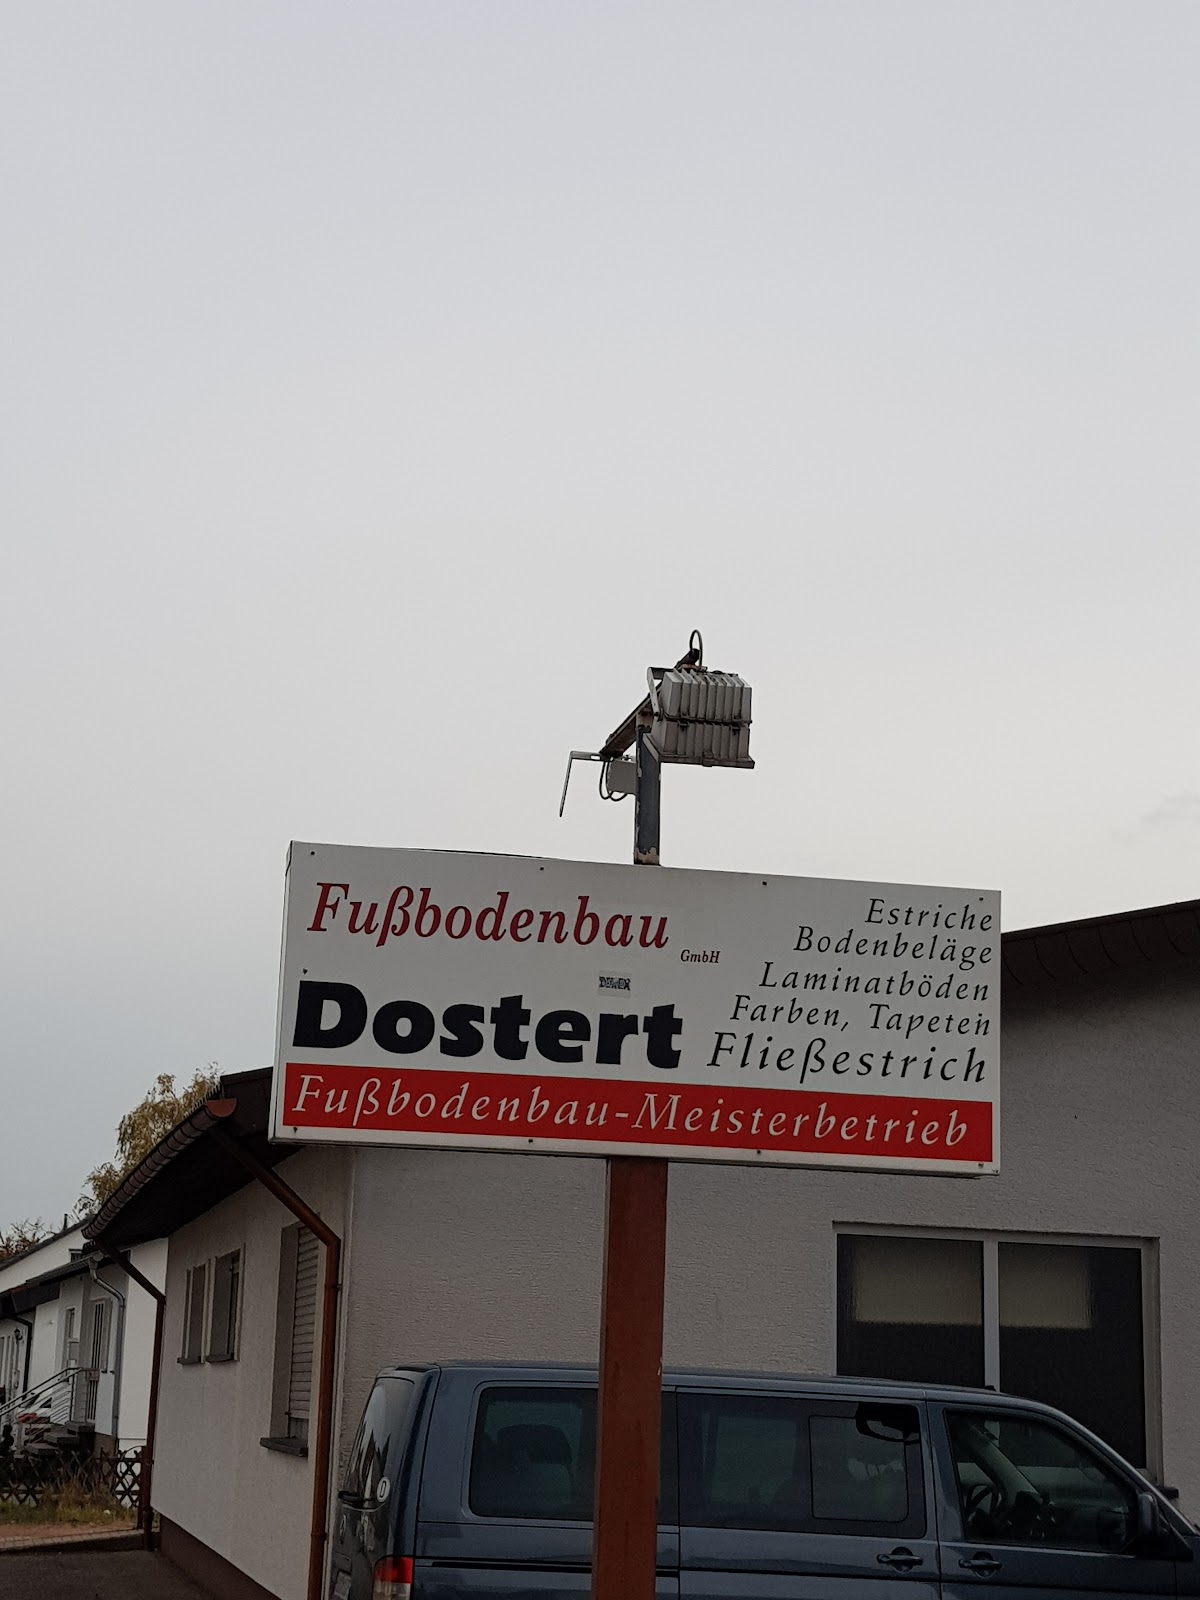 Fußbodenbau
GmbH
Dostert
Estriche
Bodenbeläge
Laminatböden
Farben, Tapeten
Fließestrich
Fußbodenbau-Meisterbetrieb